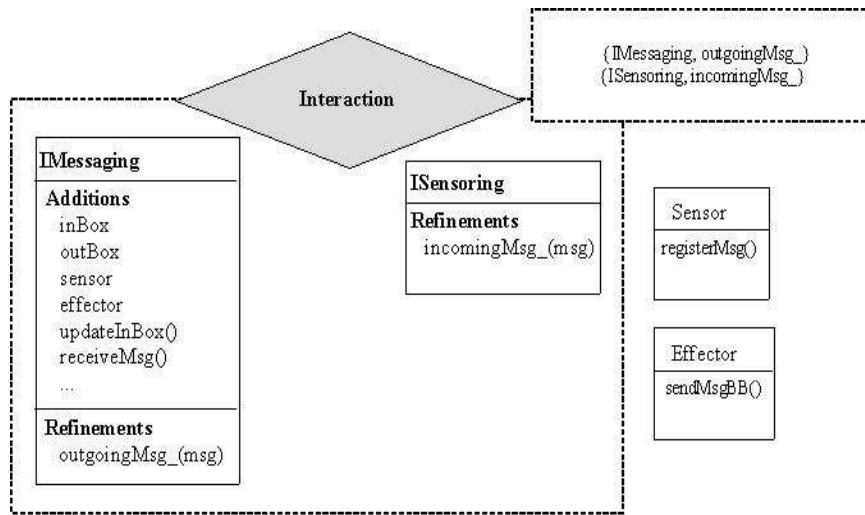 {IMessaging, outgoingMsg_}
{ISensoring, incomingMsg_}
Interaction
IMessaging
Additions
inBox
outBox
sensor
effector
updateInBox()
receiveMsg()
...
Refinements
outgoingMsg_(msg)
ISensoring
Refinements
incomingMsg_(msg)
Sensor
registerMsg()
Effector
sendMsgBB()